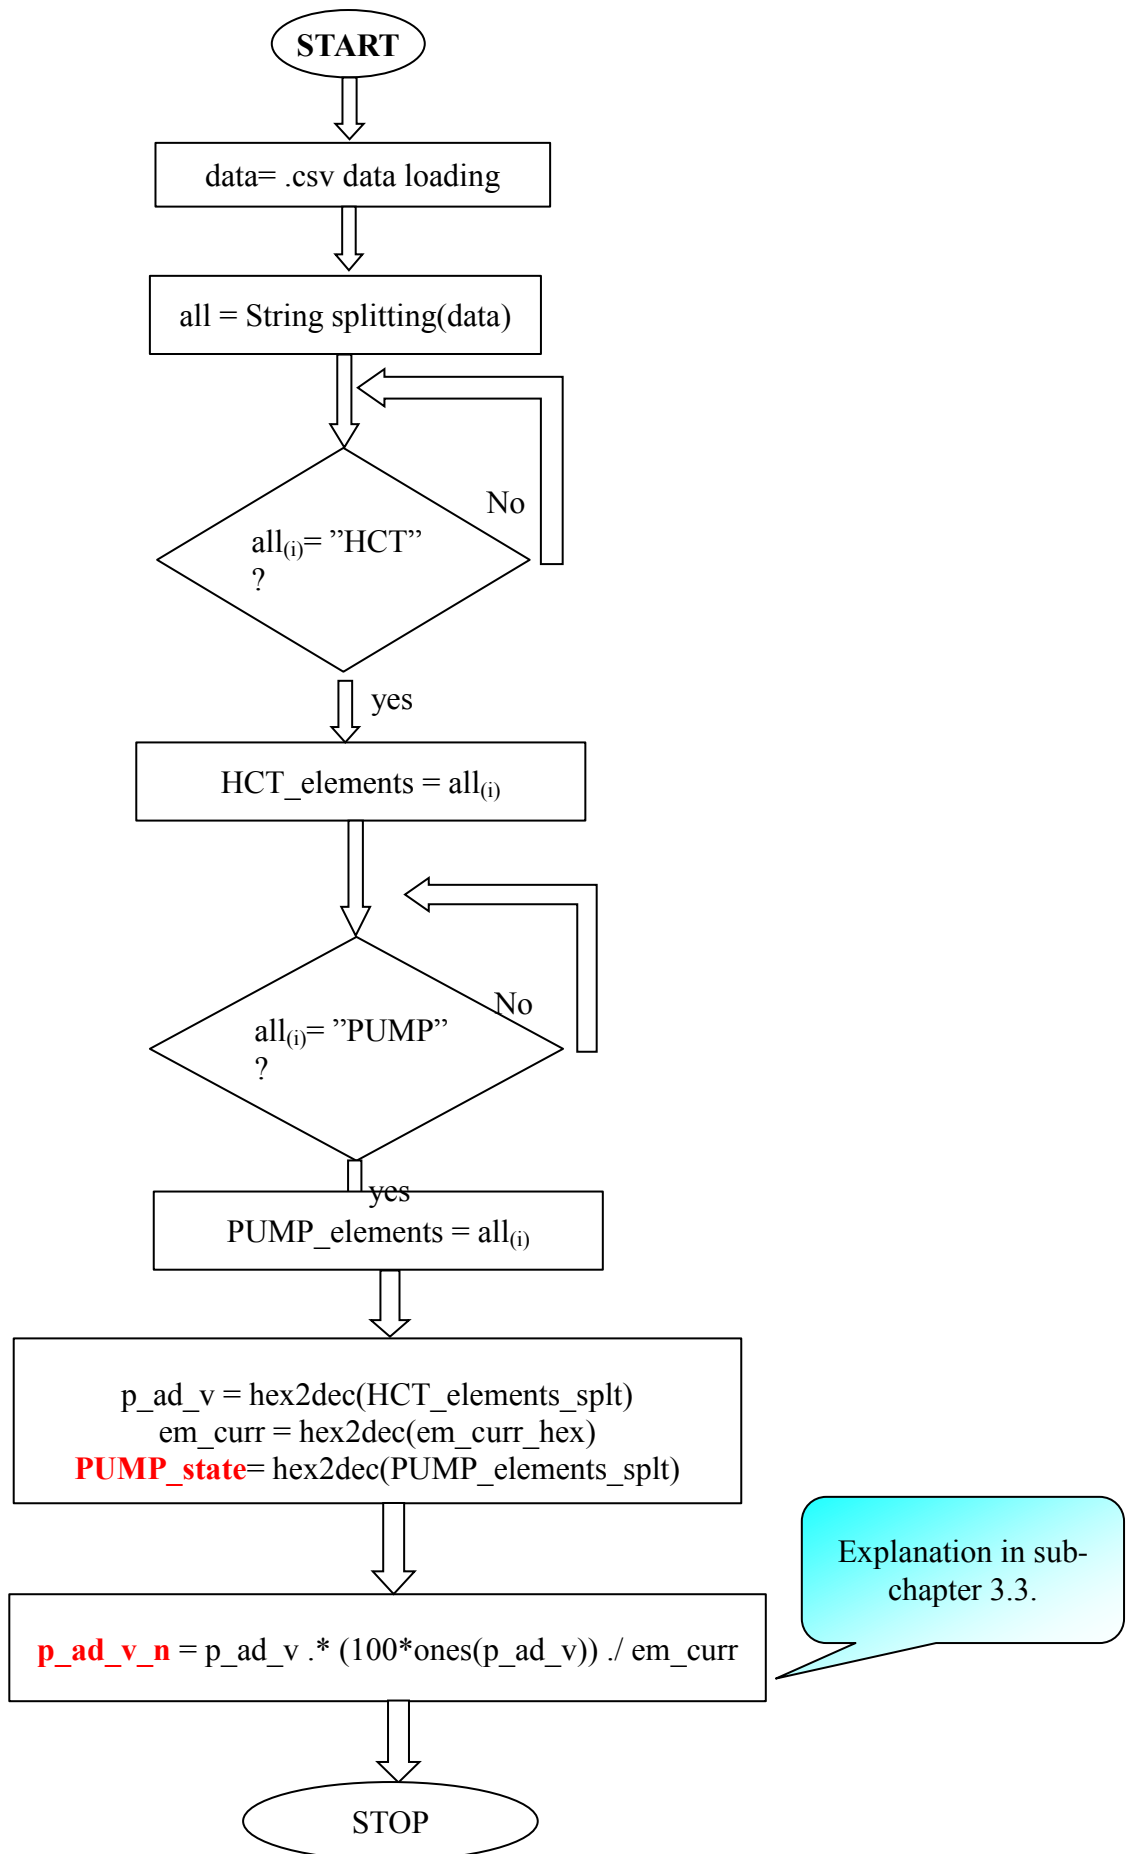 START
data= .csv data loading
all = String splitting(data)
No
all(i)= ”HCT”
?
yes
HCT_elements = all(i)
No
all(i)= ”PUMP”
?
yes
PUMP_elements = all(i)
p_ad_v = hex2dec(HCT_elements_splt)
em_curr = hex2dec(em_curr_hex)
PUMP_state= hex2dec(PUMP_elements_splt)
Explanation in sub-
chapter 3.3.
p_ad_v_n = p_ad_v .* (100*ones(p_ad_v)) ./ em_curr
STOP